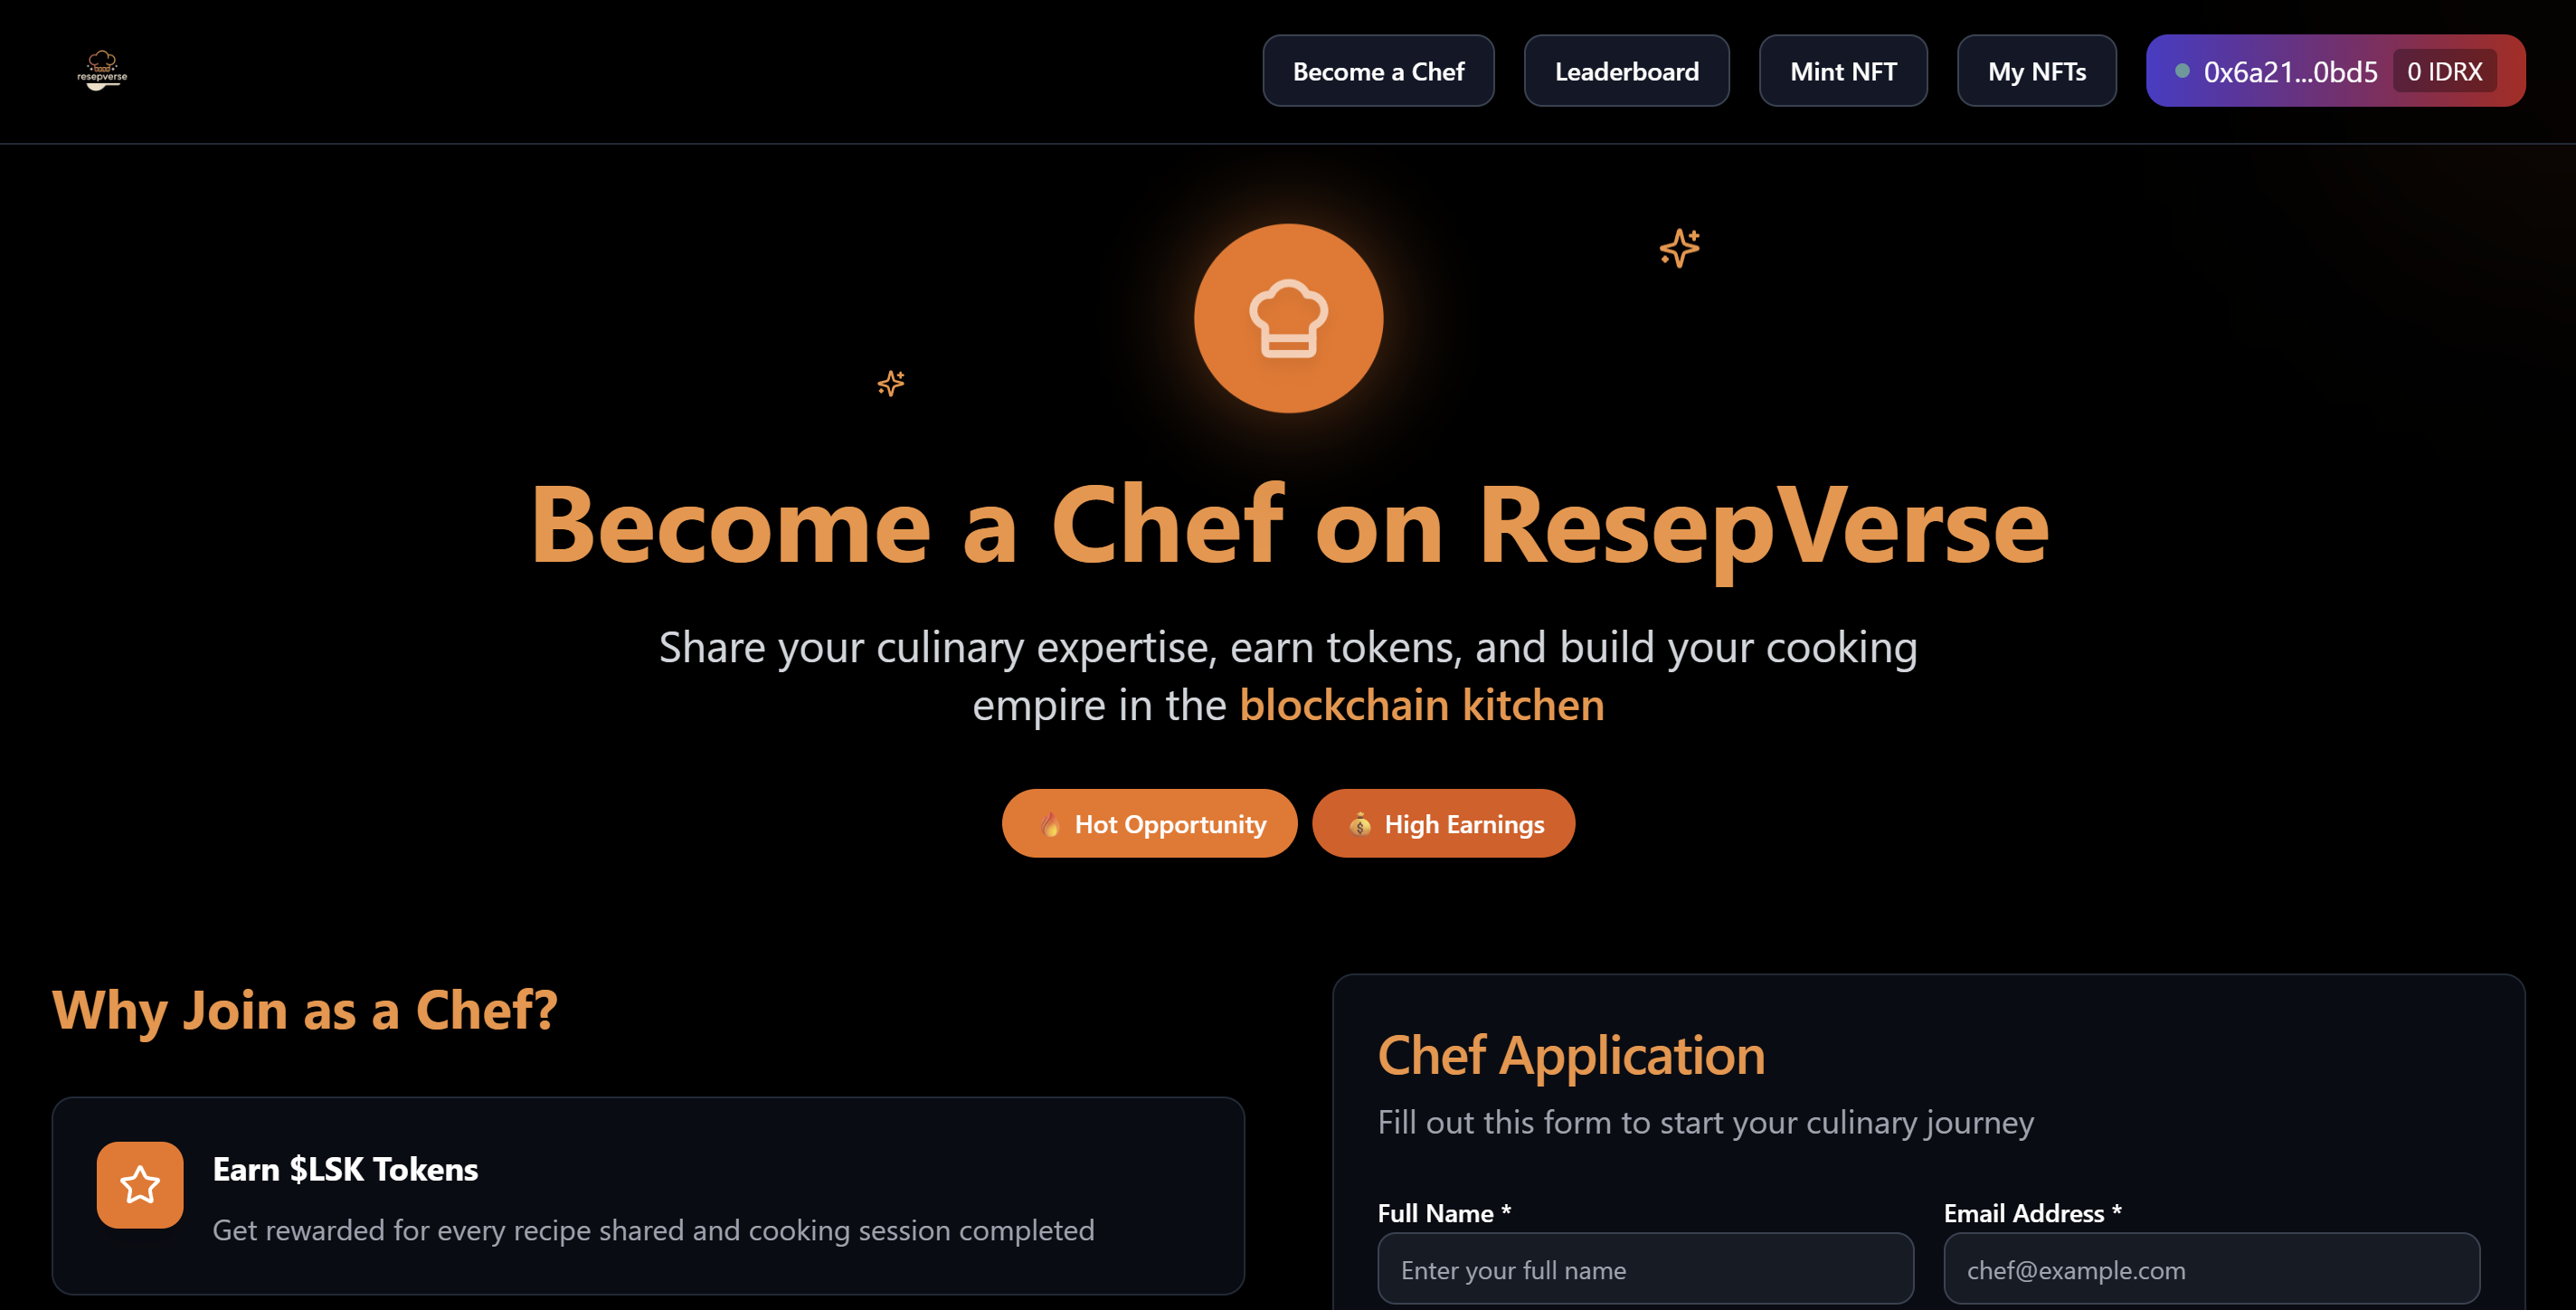 resepverse
Become a Chef
Leaderboard
Mint NFT
My NFTs
0x6a21...0bd5
0 IDRX
Become a Chef on ResepVerse
Share your culinary expertise, earn tokens, and build your cooking
empire in the blockchain kitchen
🔥 Hot Opportunity
💰 High Earnings
Why Join as a Chef?
Earn $LSK Tokens
Get rewarded for every recipe shared and cooking session completed
Chef Application
Fill out this form to start your culinary journey
Full Name *
Enter your full name
Email Address *
chef@example.com